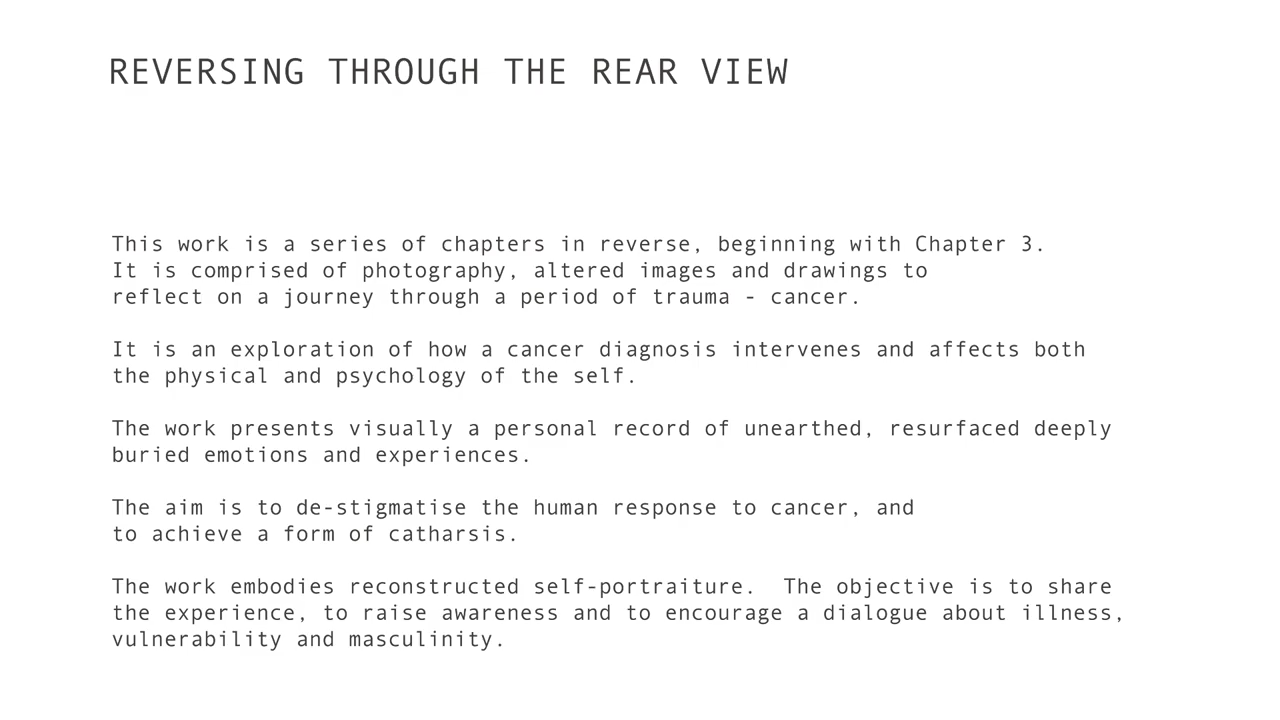 REVERSING THROUGH THE REAR VIEW
This work is a series of chapters in reverse, beginning with Chapter 3.
It is comprised of photography, altered images and drawings to
reflect on a journey through a period of trauma - cancer.
It is an exploration of how a cancer diagnosis intervenes and affects both
the physical and psychology of the self.
The work presents visually a personal record of unearthed, resurfaced deeply
buried emotions and experiences.
The aim is to de-stigmatise the human response to cancer, and
to achieve a form of catharsis.
The work embodies reconstructed self-portraiture.  The objective is to share
the experience, to raise awareness and to encourage a dialogue about illness,
vulnerability and masculinity.